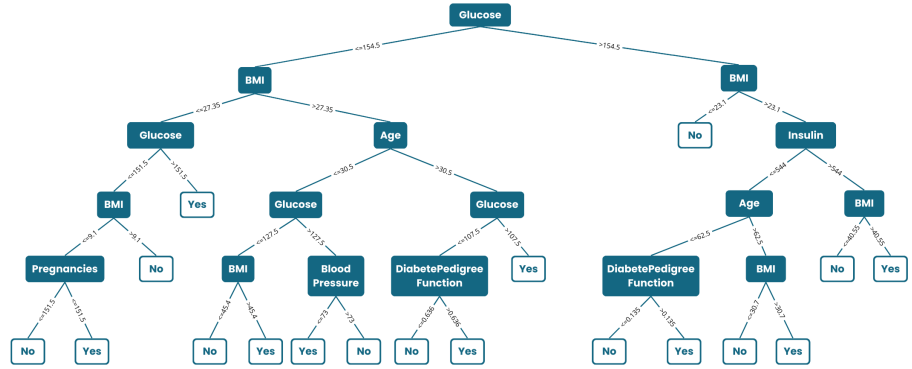 Glucose
<=154.5
>154.5
BMI
BMI
<=27.35
>27.35
<=23.1
>23.1
Glucose
Age
No
Insulin
<=151.5
>151.5
<=30.5
>30.5
<=544
>544
BMI
Yes
Glucose
Glucose
Age
BMI
<=9.1
>9.1
<=127.5
>127.5
<=107.5
>107.5
<=62.5
>62.5
<=40.55
>40.55
Pregnancies
No
BMI
Blood
Pressure
DiabetePedigree
Function
Yes
DiabetePedigree
Function
BMI
No
Yes
<=151.5
<=151.5
<=45.4
>45.4
<=73
>73
<=0.636
>0.636
<=0.135
>0.135
<=30.7
>30.7
No
Yes
No
Yes
Yes
No
No
Yes
No
Yes
No
Yes